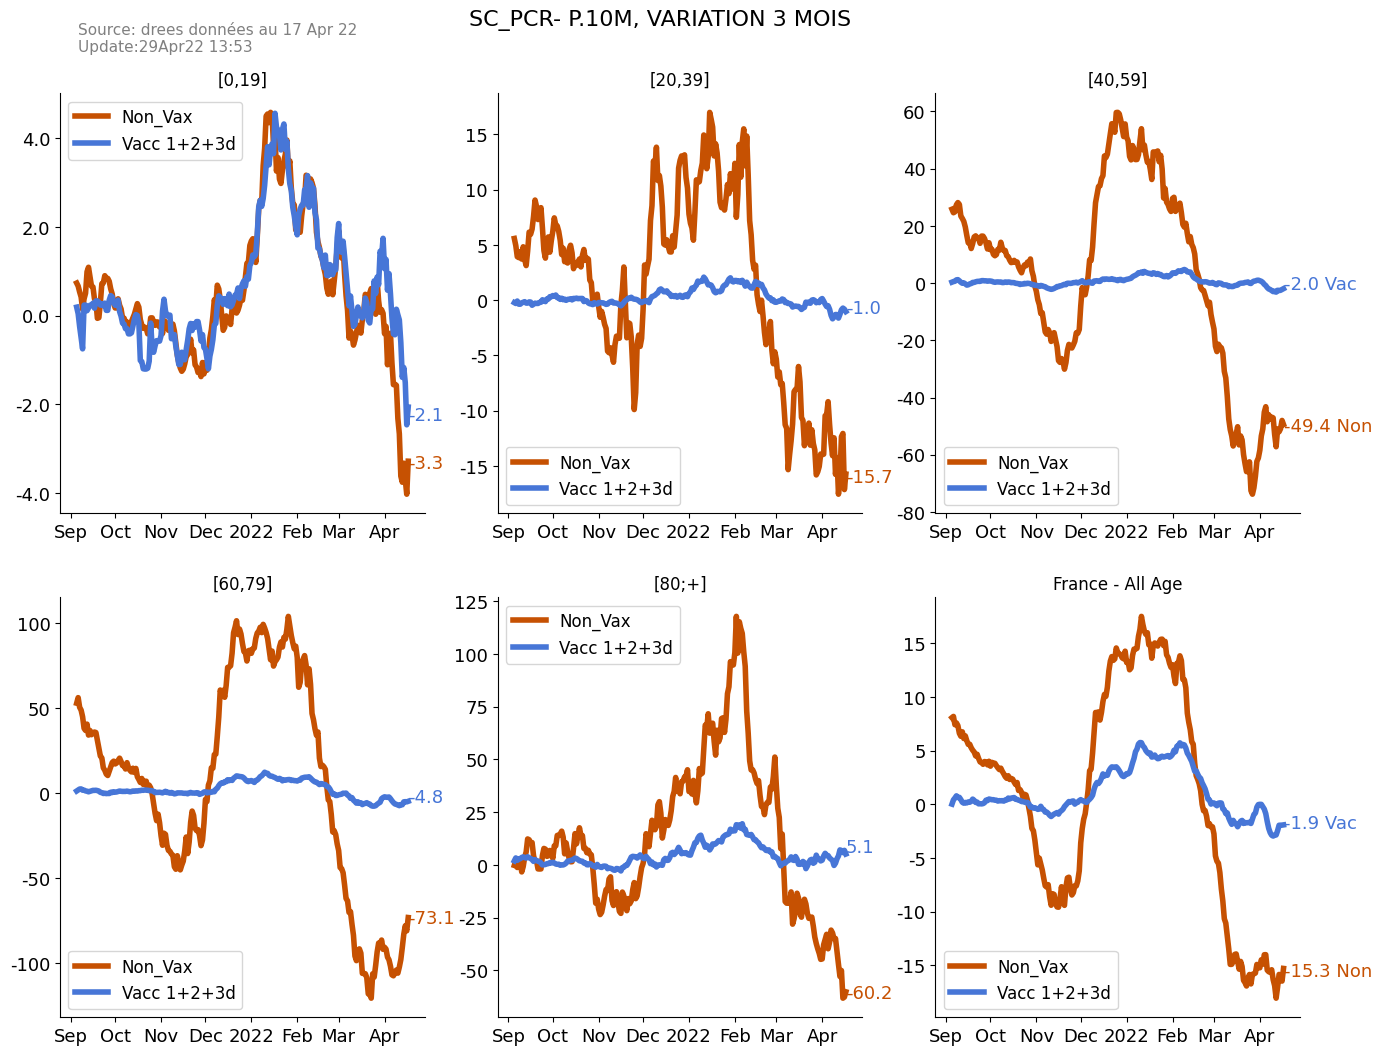 SC_PCR- P.10M, VARIATION 3 MOIS
Source: drees données au 17 Apr 22
Update:29Apr22 13:53
[0,19]
Non_Vax
Vacc 1+2+3d
4.0
2.0
0.0
-2.0
-4.0
-2.1
-3.3
Sep Oct Nov Dec 2022 Feb Mar Apr
[20,39]
15
10
5
0
-5
-10
-15
-1.0
-15.7
Non_Vax
Vacc 1+2+3d
Sep Oct Nov Dec 2022 Feb Mar Apr
[40,59]
60
40
20
0
-20
-40
-60
-80
-2.0 Vac
-49.4 Non
Non_Vax
Vacc 1+2+3d
Sep Oct Nov Dec 2022 Feb Mar Apr
[60,79]
100
50
0
-50
-100
-4.8
-73.1
Non_Vax
Vacc 1+2+3d
Sep Oct Nov Dec 2022 Feb Mar Apr
[80;+]
Non_Vax
Vacc 1+2+3d
125
100
75
50
25
0
-25
-50
5.1
-60.2
Sep Oct Nov Dec 2022 Feb Mar Apr
France - All Age
15
10
5
0
-5
-10
-15
-1.9 Vac
-15.3 Non
Non_Vax
Vacc 1+2+3d
Sep Oct Nov Dec 2022 Feb Mar Apr